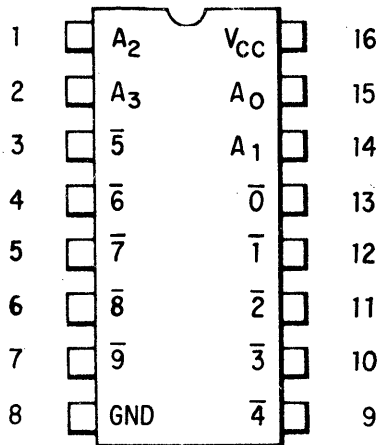 1 A₂ V_CC 16
2 A₃ A₀ 15
3 5̅ A₁ 14
4 6̅ 0̅ 13
5 7̅ 1̅ 12
6 8̅ 2̅ 11
7 9̅ 3̅ 10
8 GND 4̅ 9